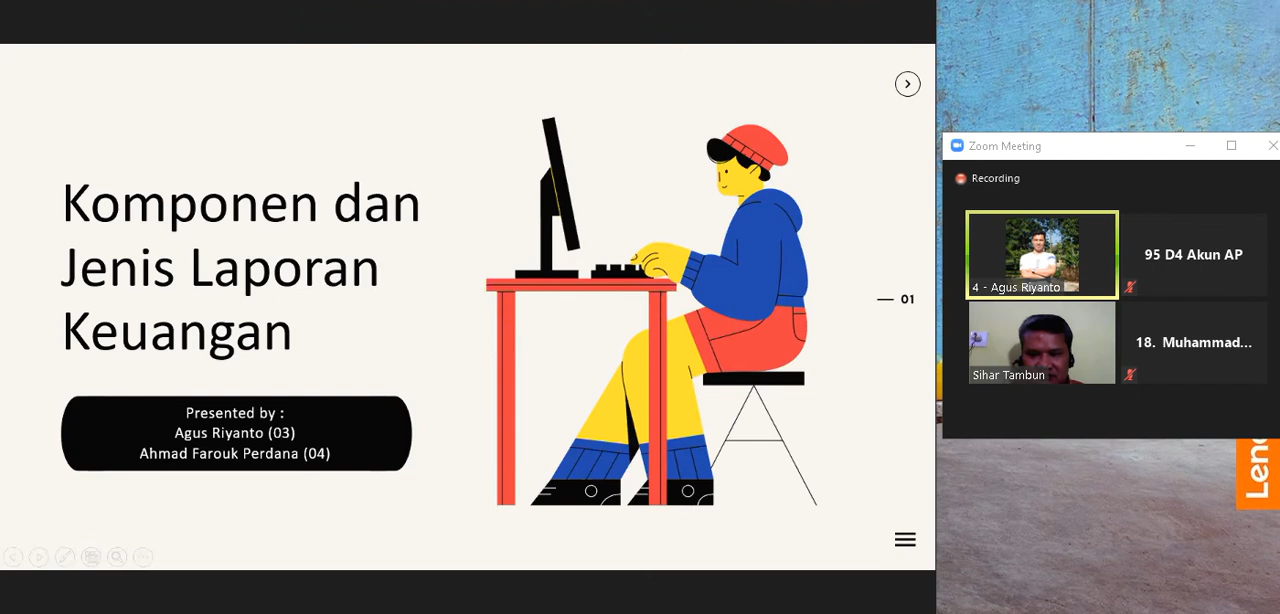 Komponen dan
Jenis Laporan
Keuangan
Presented by :
Agus Riyanto (03)
Ahmad Farouk Perdana (04)
01
Zoom Meeting
Recording
4 - Agus Riyanto
95 D4 Akun AP
Sihar Tambun
18. Muhammad...